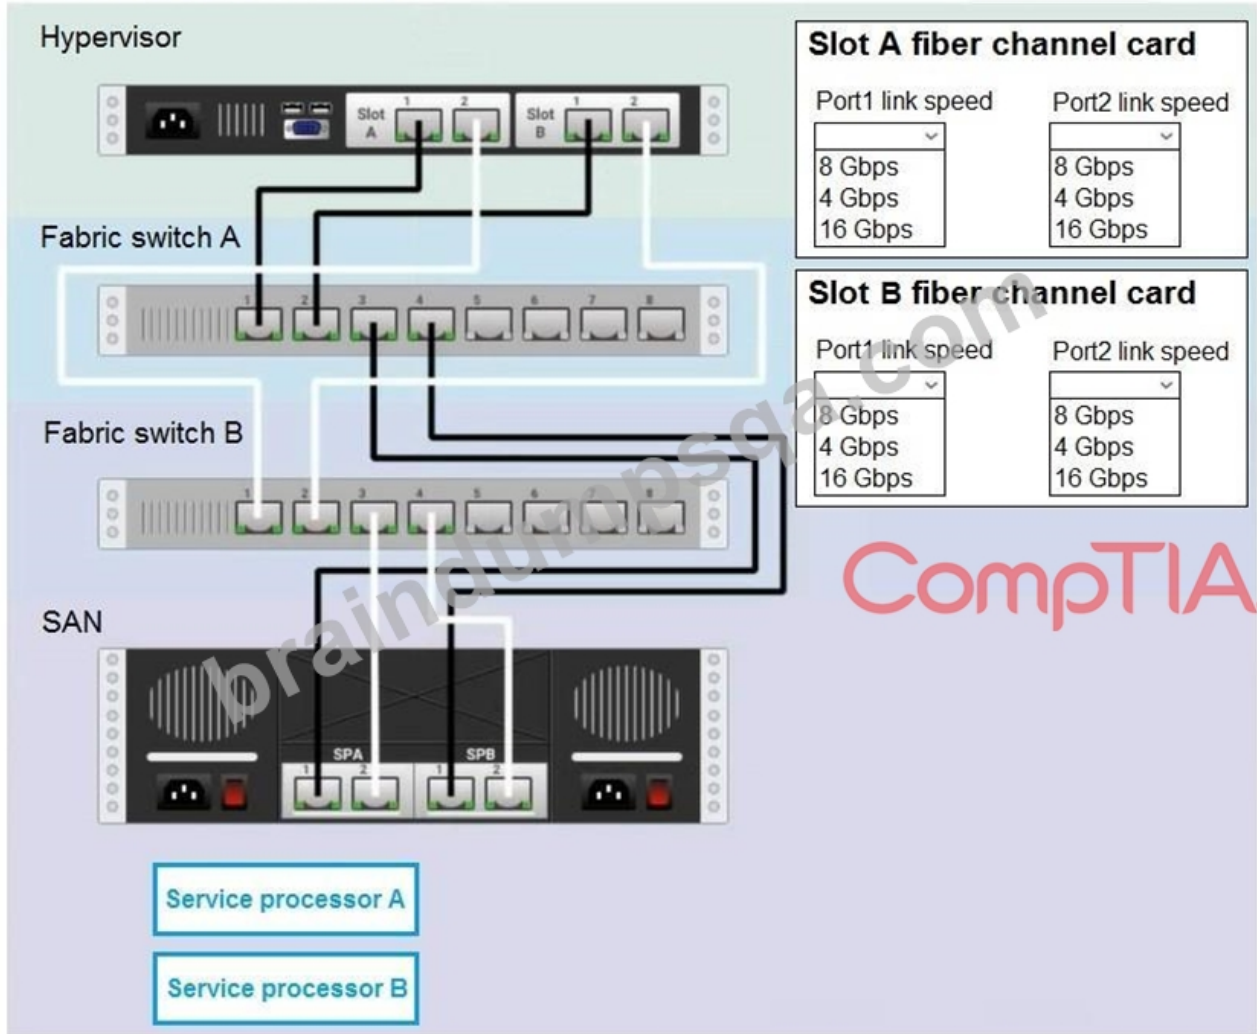 Hypervisor
Slot A
1
2
Slot B
1
2
Fabric switch A
1 2 3 4 5 6 7 8
Fabric switch B
1 2 3 4 5 6 7 8
SAN
SPA
1 2
SPB
1 2
Service processor A
Service processor B
Slot A fiber channel card
Port1 link speed
8 Gbps
4 Gbps
16 Gbps
Port2 link speed
8 Gbps
4 Gbps
16 Gbps
Slot B fiber channel card
Port1 link speed
8 Gbps
4 Gbps
16 Gbps
Port2 link speed
8 Gbps
4 Gbps
16 Gbps
CompTIA
braindumpsqa.com